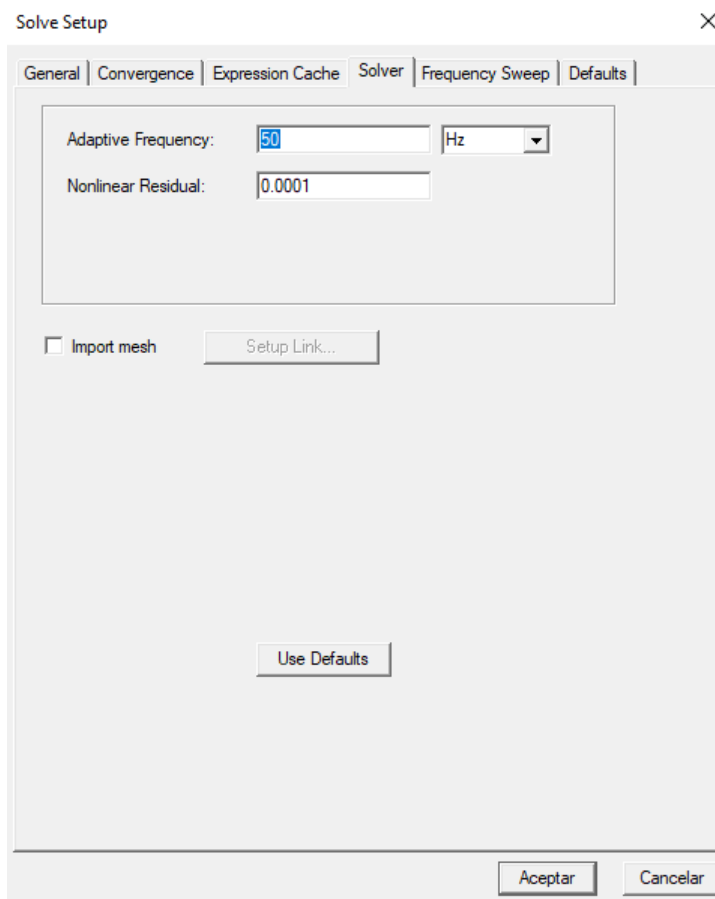 Solve Setup
General Convergence Expression Cache Solver Frequency Sweep Defaults
Adaptive Frequency: 50 Hz
Nonlinear Residual: 0.0001
Import mesh Setup Link...
Use Defaults
Aceptar Cancelar